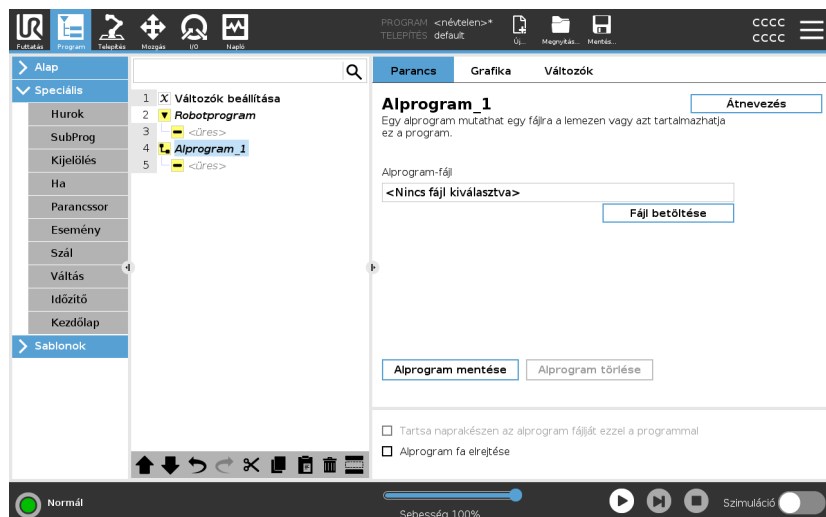 PROGRAM <névtelen>*
TELEPÍTÉS default
Futtatás Program Telepítés Mozgás I/O Napló Új... Megnyitás... Mentés...
CCCC
CCCC
Alap
Speciális
Hurok
SubProg
Kijelölés
Ha
Parancssor
Esemény
Szál
Váltás
Időzítő
Kezdőlap
Sablonok
1 X Változók beállítása
2 Robotprogram
3 <üres>
4 Alprogram_1
5 <üres>
Parancs Grafika Változók
Alprogram_1
Átnevezés
Egy alprogram mutathat egy fájlra a lemezen vagy azt tartalmazhatja
ez a program.
Alprogram-fájl
<Nincs fájl kiválasztva>
Fájl betöltése
Alprogram mentése Alprogram törlése
Tartsa naprakészen az alprogram fájlját ezzel a programmal
Alprogram fa elrejtése
Normál
Sebesség 100%
Szimuláció